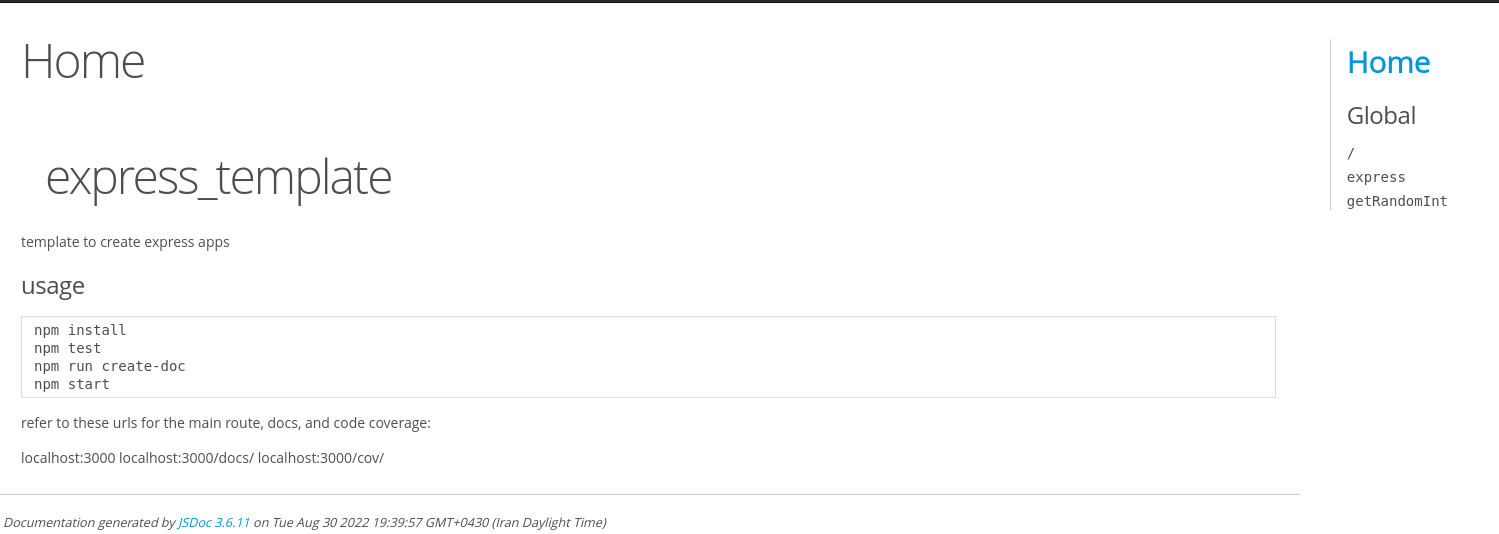 Home
express_template
template to create express apps
usage
npm install
npm test
npm run create-doc
npm start
refer to these urls for the main route, docs, and code coverage:
localhost:3000 localhost:3000/docs/ localhost:3000/cov/
Documentation generated by JSDoc 3.6.11 on Tue Aug 30 2022 19:39:57 GMT+0430 (Iran Daylight Time)
Home
Global
/
express
getRandomInt